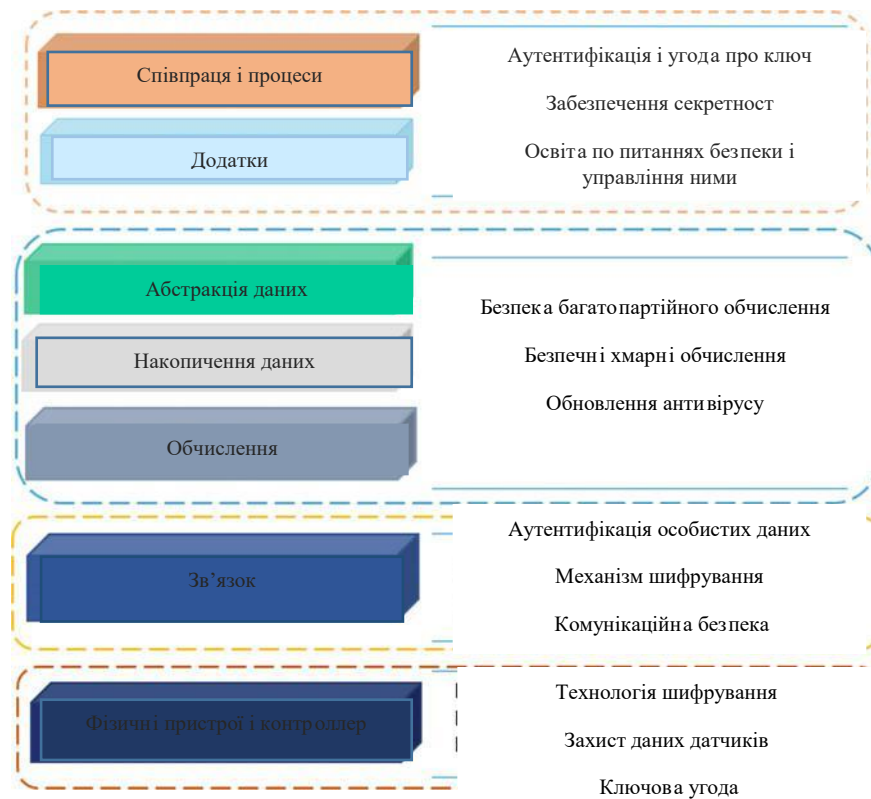 Співпраця і процеси
Додатки
Аутентифікація і угода про ключ
Забезпечення секретност
Освіта по питаннях безпеки і
управління ними
Абстракція даних
Накопичення даних
Обчислення
Безпека багатопартійного обчислення
Безпечні хмарні обчислення
Обновлення антивірусу
Зв’язок
Аутентифікація особистих даних
Механізм шифрування
Комунікаційна безпека
Фізичні пристрої і контроллер
Технологія шифрування
Захист даних датчиків
Ключова угода